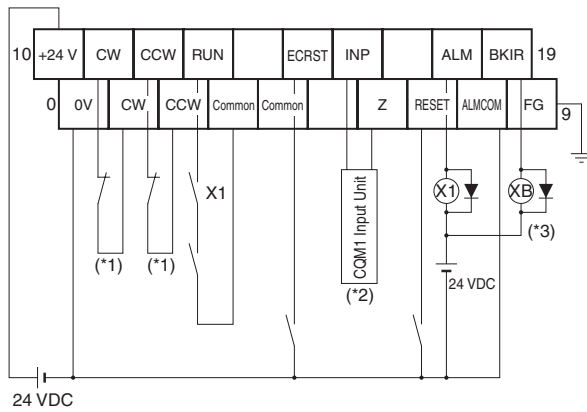 10 +24 V CW CCW RUN ECRST INP ALM BKIR 19
0 0V CW CCW Common Common Z RESET ALMCOM FG 9
X1 X1 XB
CQM1 Input Unit
(*1) (*1) (*2) (*3)
24 VDC
24 VDC